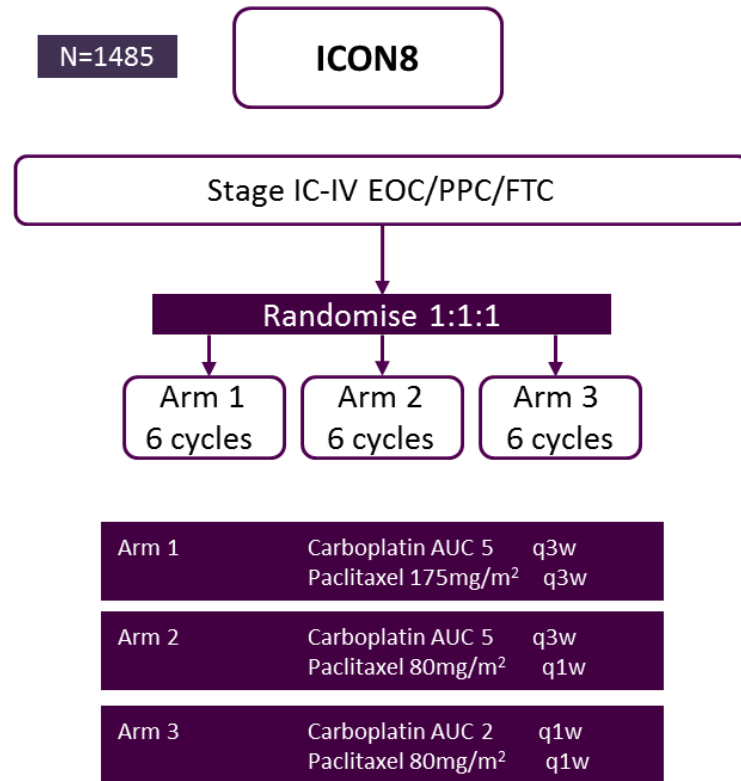 N=1485
ICON8
Stage IC-IV EOC/PPC/FTC
Randomise 1:1:1
Arm 1
6 cycles
Arm 2
6 cycles
Arm 3
6 cycles
Arm 1 Carboplatin AUC 5 q3w
Paclitaxel 175mg/m² q3w
Arm 2 Carboplatin AUC 5 q3w
Paclitaxel 80mg/m² q1w
Arm 3 Carboplatin AUC 2 q1w
Paclitaxel 80mg/m² q1w